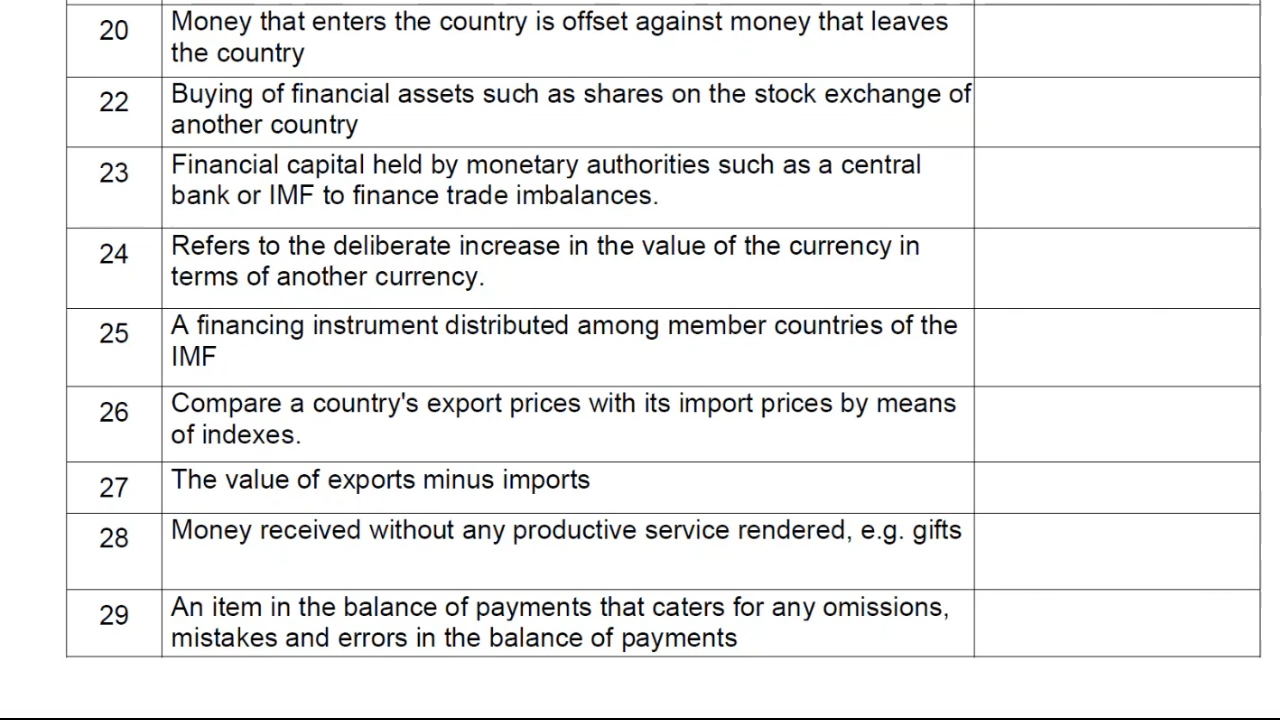 20 Money that enters the country is offset against money that leaves
the country
22 Buying of financial assets such as shares on the stock exchange of
another country
23 Financial capital held by monetary authorities such as a central
bank or IMF to finance trade imbalances.
24 Refers to the deliberate increase in the value of the currency in
terms of another currency.
25 A financing instrument distributed among member countries of the
IMF
26 Compare a country's export prices with its import prices by means
of indexes.
27 The value of exports minus imports
28 Money received without any productive service rendered, e.g. gifts
29 An item in the balance of payments that caters for any omissions,
mistakes and errors in the balance of payments